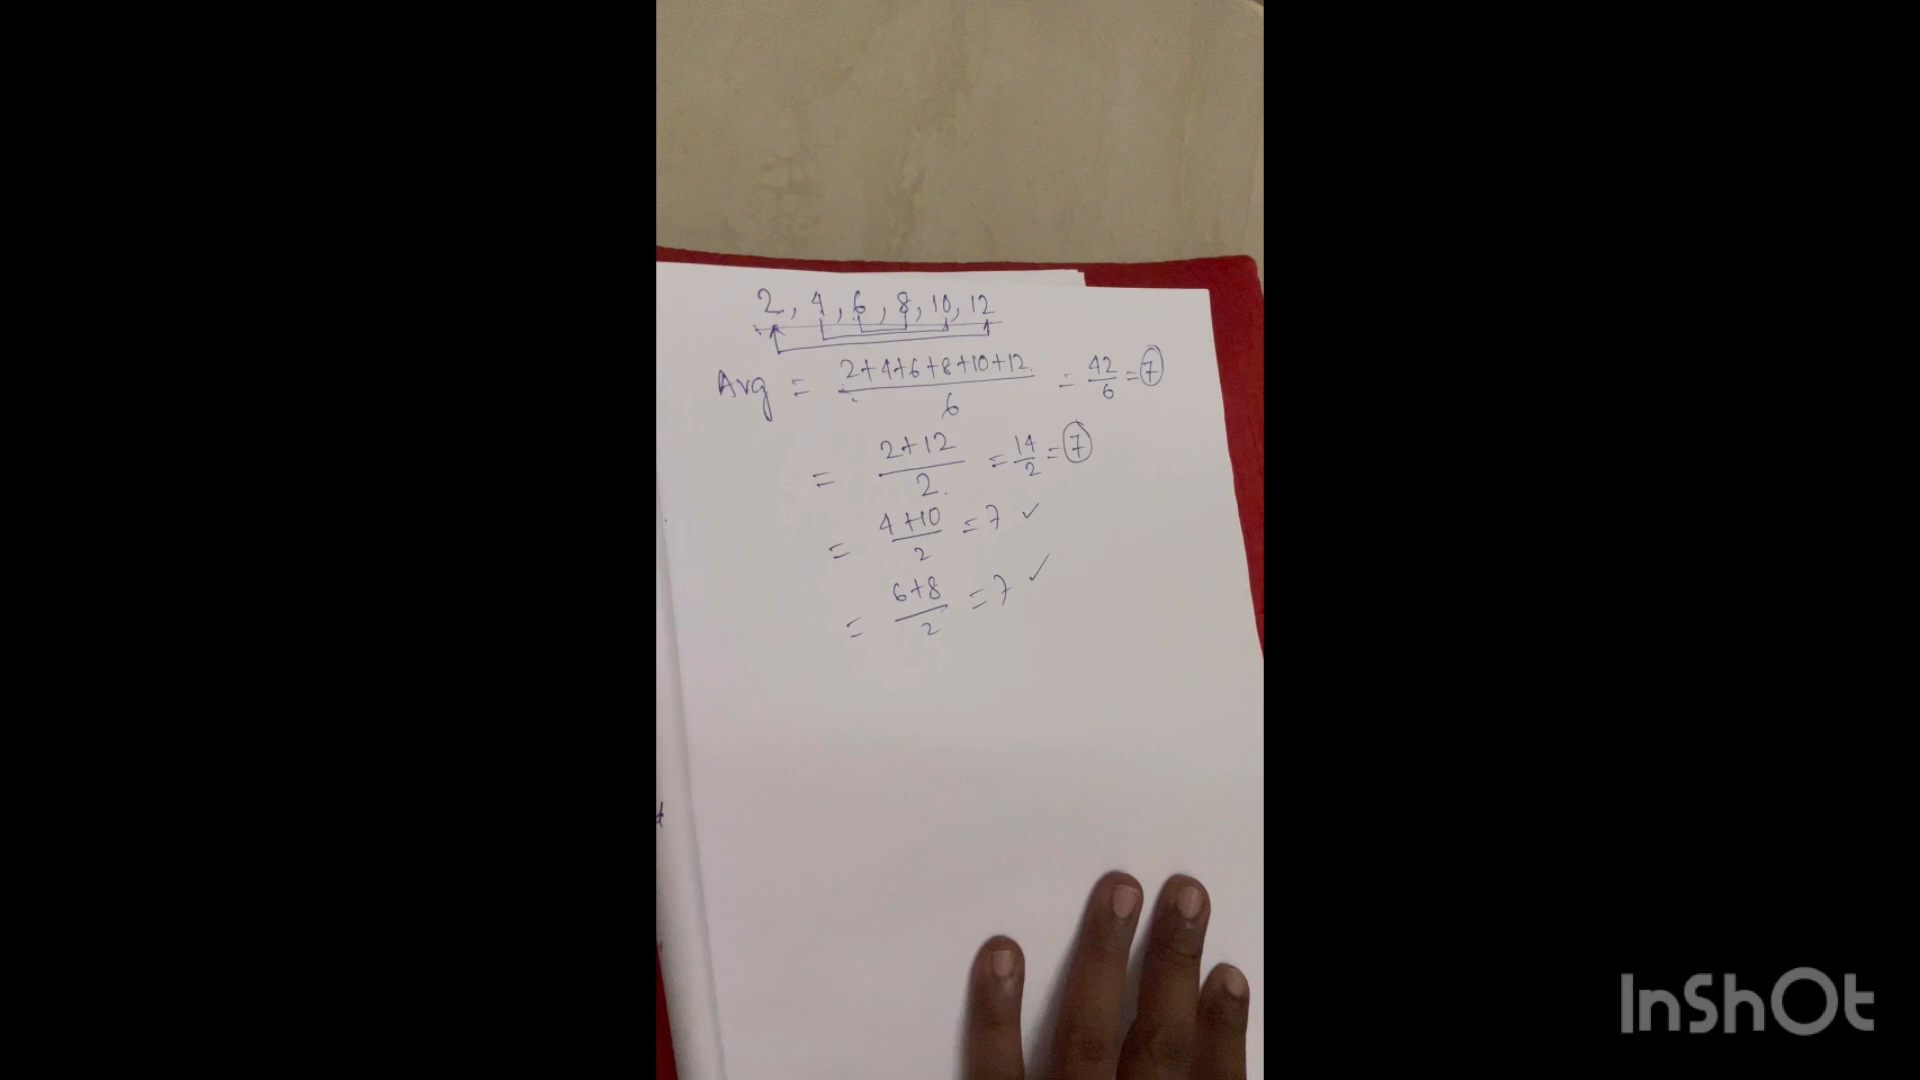 2, 4, 6, 8, 10, 12
Avg = 2+4+6+8+10+12 / 6 = 42/6 = 7
= 2+12 / 2 = 14/2 = 7
= 4+10 / 2 = 7 ✓
= 6+8 / 2 = 7 ✓
InShOt